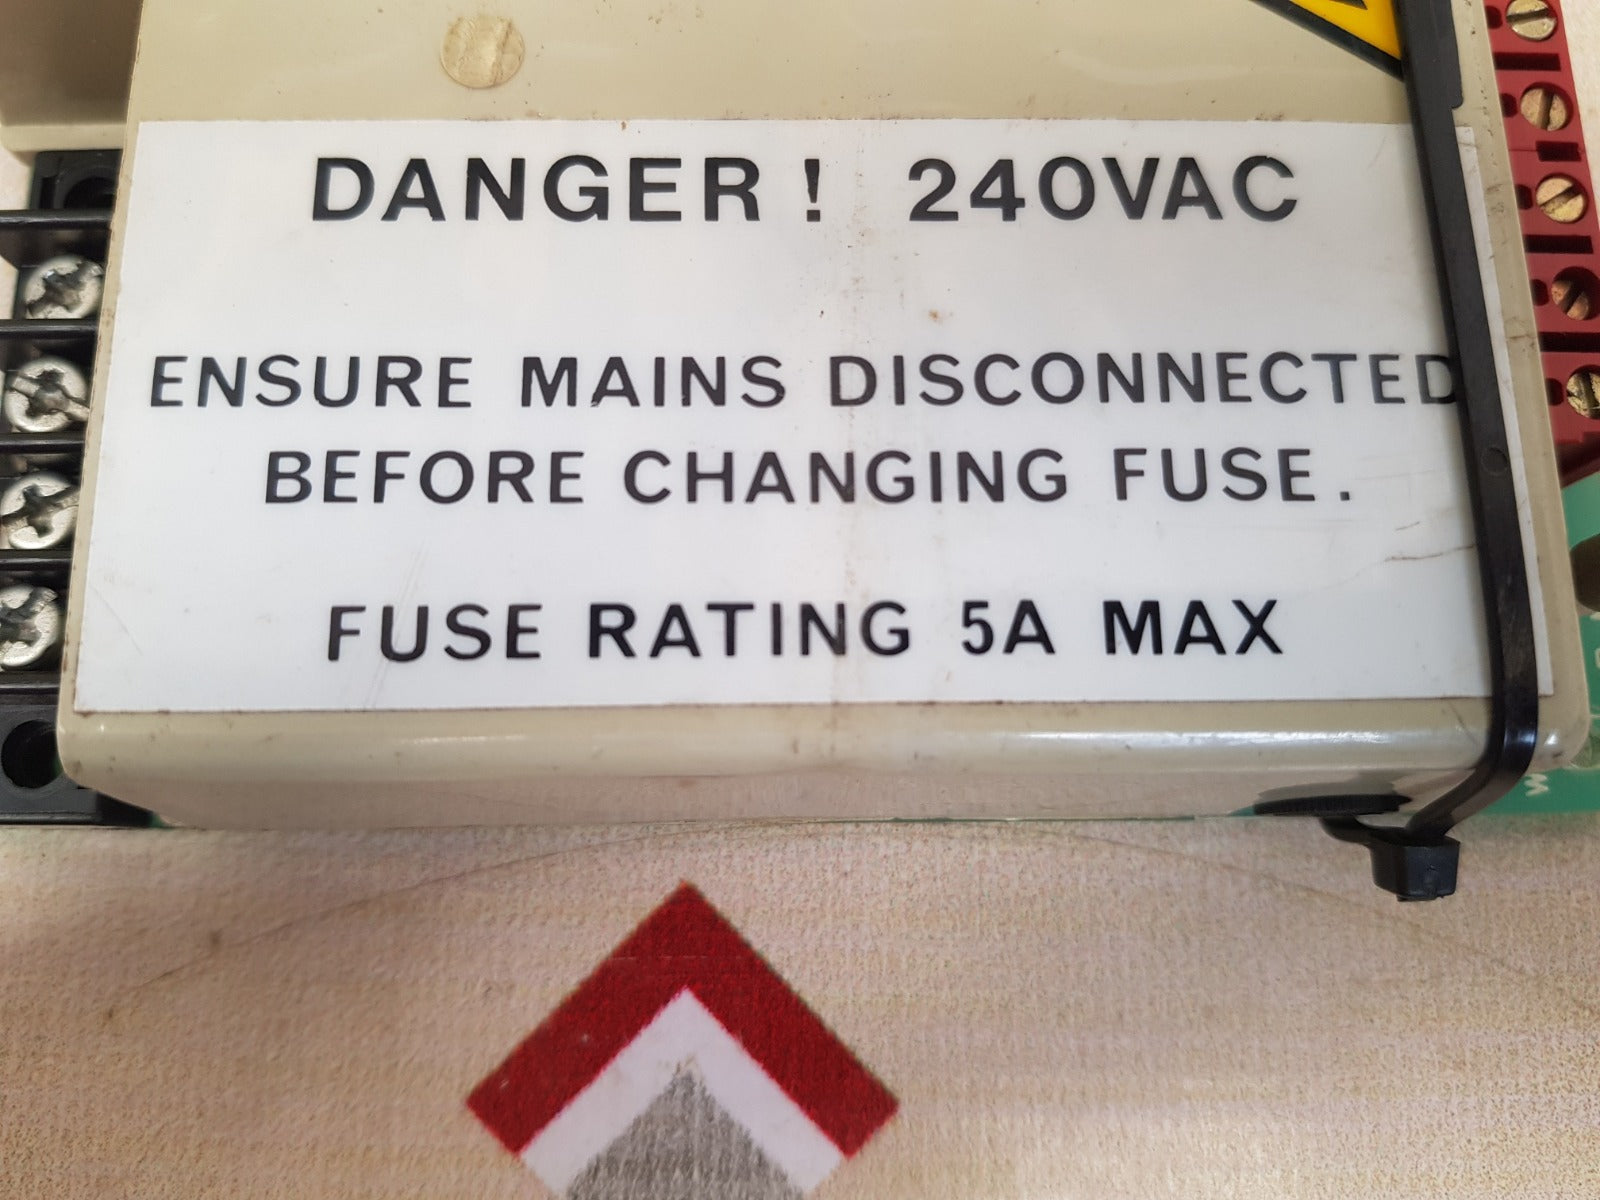 DANGER ! 240VAC
ENSURE MAINS DISCONNECTED
BEFORE CHANGING FUSE.
FUSE RATING 5A MAX